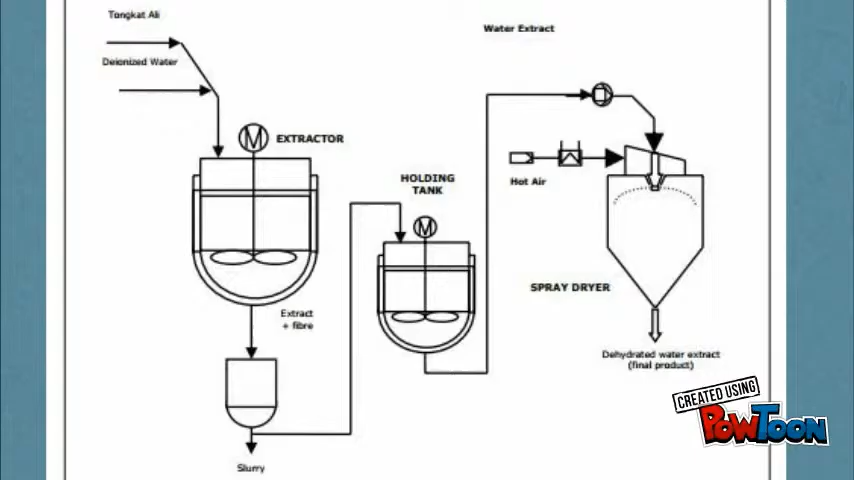 Tongkat Ali
Water Extract
Deionized Water
M
EXTRACTOR
HOLDING
TANK
Hot Air
M
SPRAY DRYER
Extract
+ fibre
Dehydrated water extract
(final product)
Slurry
CREATED USING
POWTOON